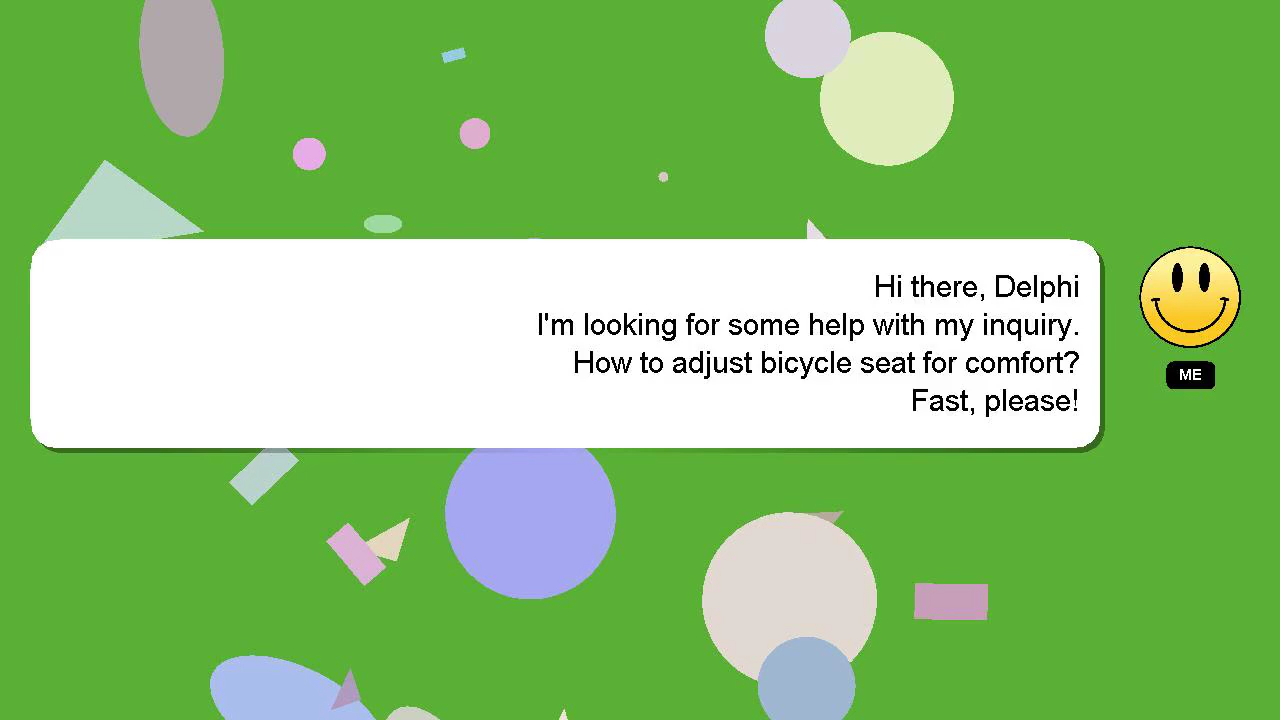 Hi there, Delphi
I'm looking for some help with my inquiry.
How to adjust bicycle seat for comfort?
Fast, please!
ME